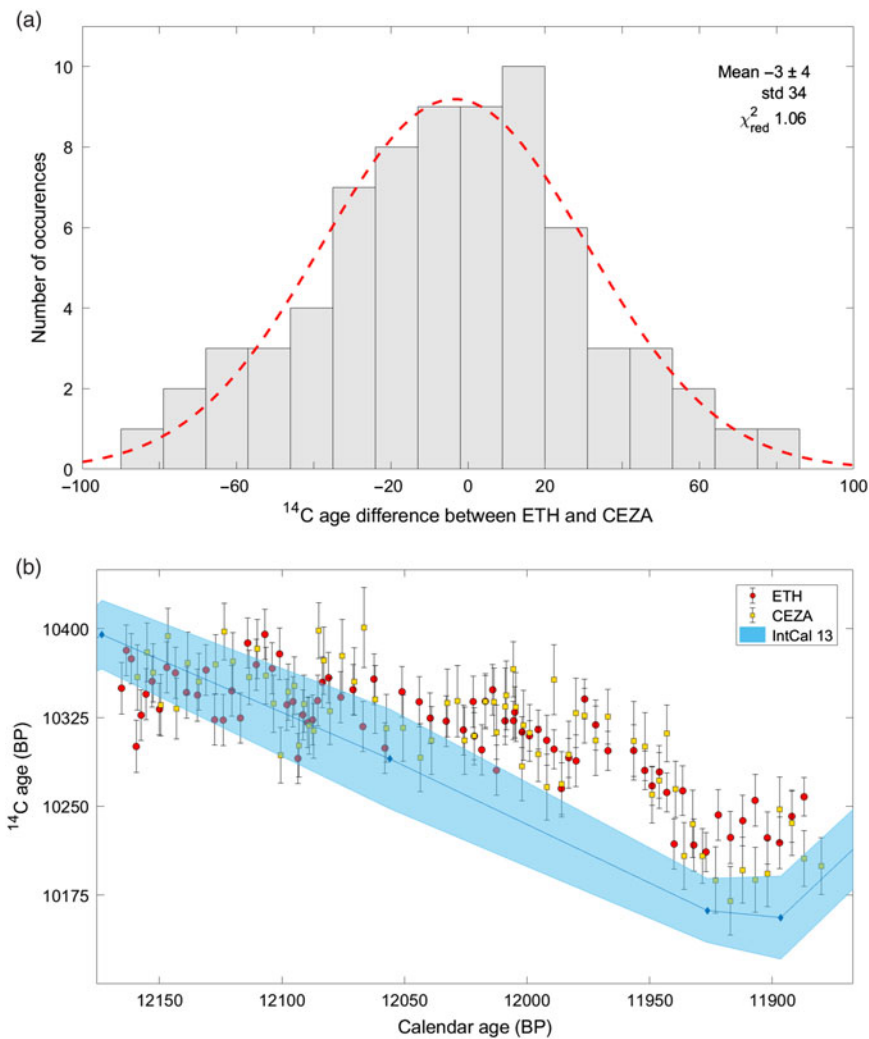 (a)
Mean −3 ± 4
std 34
χ²red 1.06
10
8
6
4
2
0
Number of occurences
−100 −60 −20 0 20 60 100
¹⁴C age difference between ETH and CEZA
(b)
ETH
CEZA
IntCal 13
10400
10325
10250
10175
¹⁴C age (BP)
12150 12100 12050 12000 11950 11900
Calendar age (BP)